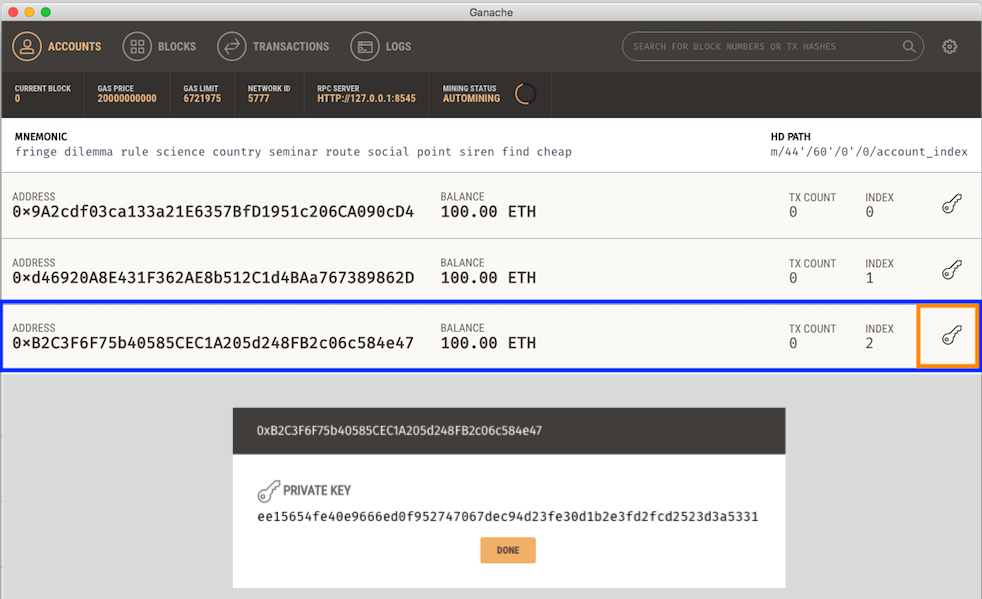 Ganache
ACCOUNTS BLOCKS TRANSACTIONS LOGS SEARCH FOR BLOCK NUMBERS OR TX HASHES
CURRENT BLOCK GAS PRICE GAS LIMIT NETWORK ID RPC SERVER MINING STATUS
0 20000000000 6721975 5777 HTTP://127.0.0.1:8545 AUTOMINING
MNEMONIC HD PATH
fringe dilemma rule science country seminar route social point siren find cheap m/44'/60'/0'/0/account_index
ADDRESS BALANCE TX COUNT INDEX
0×9A2cdf03ca133a21E6357BfD1951c206CA090cD4 100.00 ETH 0 0
ADDRESS BALANCE TX COUNT INDEX
0×d46920A8E431F362AE8b512C1d4BAa767389862D 100.00 ETH 0 1
ADDRESS BALANCE TX COUNT INDEX
0×B2C3F6F75b40585CEC1A205d248FB2c06c584e47 100.00 ETH 0 2
0xB2C3F6F75b40585CEC1A205d248FB2c06c584e47
PRIVATE KEY
ee15654fe40e9666ed0f952747067dec94d23fe30d1b2e3fd2fcd2523d3a5331
DONE